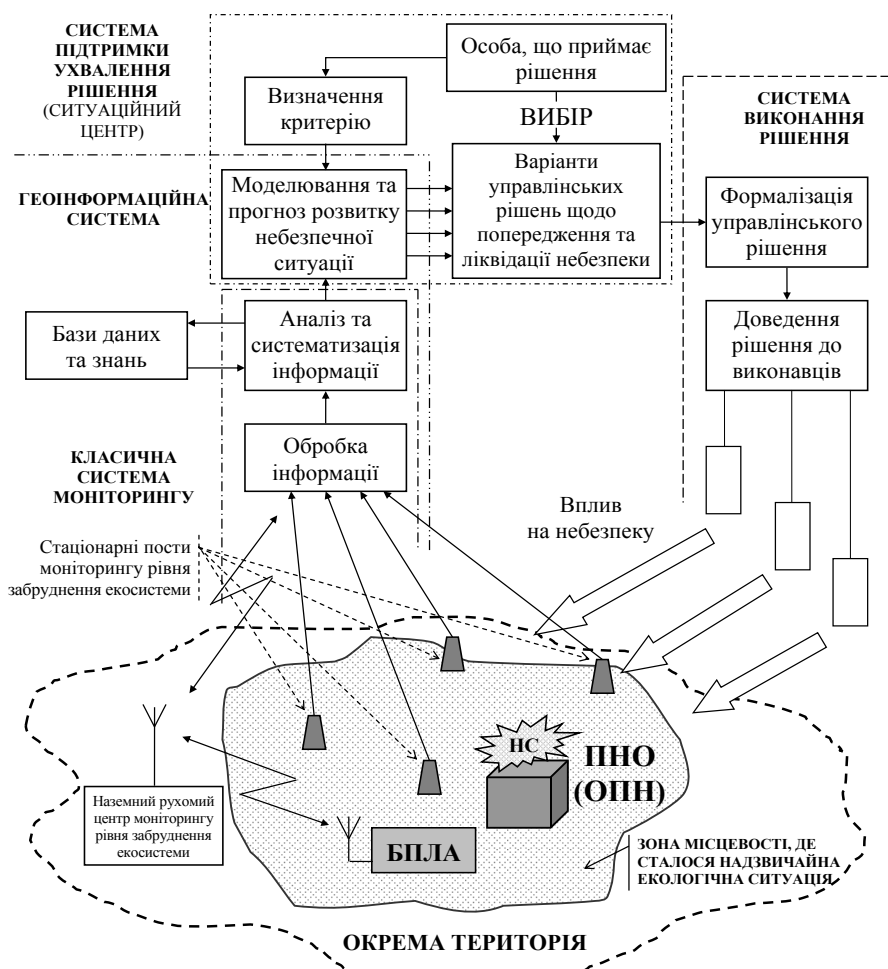 СИСТЕМА
ПІДТРИМКИ
УХВАЛЕННЯ
РІШЕННЯ
(СИТУАЦІЙНИЙ
ЦЕНТР)
Особа, що приймає
рішення
Визначення
критерію
ВИБІР
СИСТЕМА
ВИКОНАННЯ
РІШЕННЯ
ГЕОІНФОРМАЦІЙНА
СИСТЕМА
Моделювання та
прогноз розвитку
небезпечної
ситуації
Варіанти
управлінських
рішень щодо
попередження та
ліквідації небезпеки
Формалізація
управлінського
рішення
Бази даних
та знань
Аналіз та
систематизація
інформації
Доведення
рішення до
виконавців
КЛАСИЧНА
СИСТЕМА
МОНІТОРИНГУ
Обробка
інформації
Стаціонарні пости
моніторингу рівня
забруднення екосистеми
Вплив
на небезпеку
НС
ПНО
(ОПН)
Наземний рухомий
центр моніторингу
рівня забруднення
екосистеми
БПЛА
ЗОНА МІСЦЕВОСТІ, ДЕ
СТАЛОСЯ НАДЗВИЧАЙНА
ЕКОЛОГІЧНА СИТУАЦІЯ
ОКРЕМА ТЕРИТОРІЯ